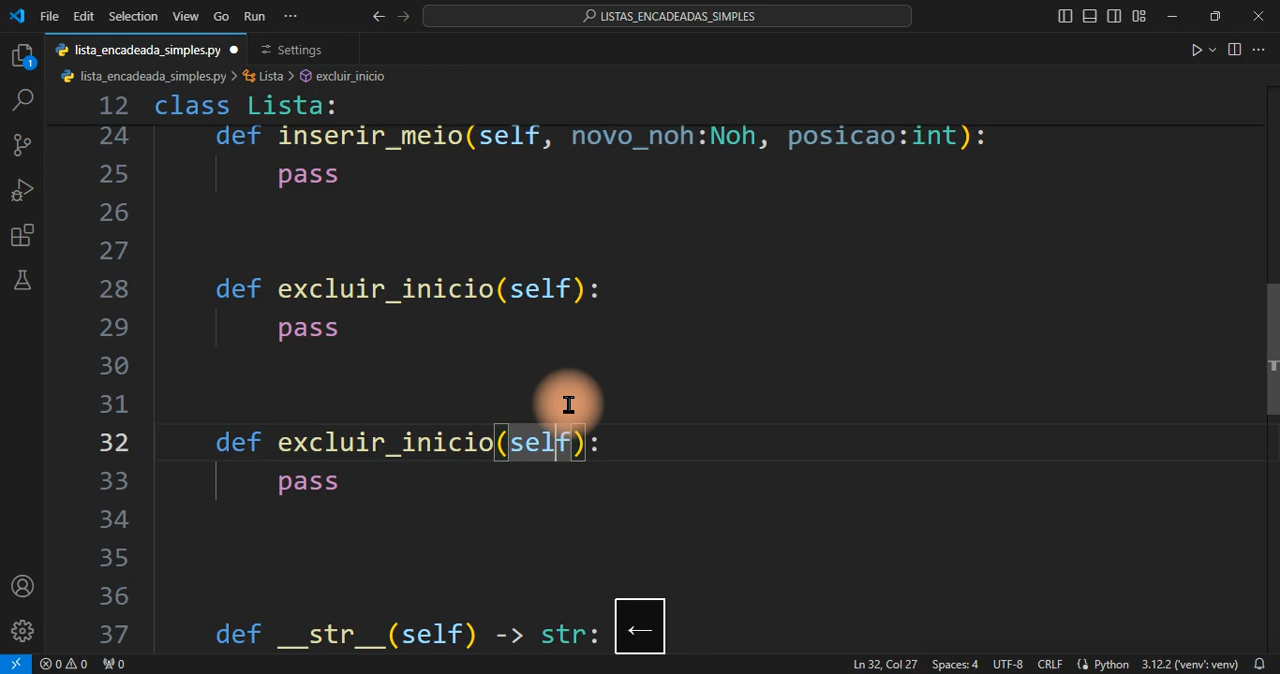 File Edit Selection View Go Run ··· LISTAS_ENCADEADAS_SIMPLES
lista_encadeada_simples.py Settings
lista_encadeada_simples.py > Lista > excluir_inicio
12 class Lista:
24 def inserir_meio(self, novo_noh:Noh, posicao:int):
25 pass
26
27
28 def excluir_inicio(self):
29 pass
30
31
32 def excluir_inicio(self):
33 pass
34
35
36
37 def __str__(self) -> str: ←
1
0 0 0 Ln 32, Col 27 Spaces: 4 UTF-8 CRLF Python 3.12.2 ('venv': venv)